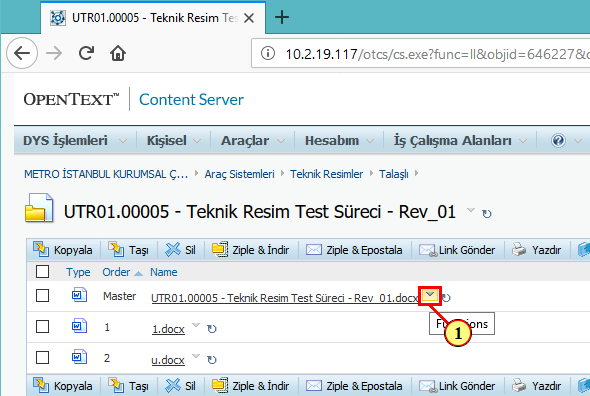 UTR01.00005 - Teknik Resim Tes
10.2.19.117/otcs/cs.exe?func=ll&objid=646227&c
OPENTEXT™ Content Server
DYS İşlemleri Kişisel Araçlar Hesabım İş Çalışma Alanları
METRO İSTANBUL KURUMSAL Ç... Araç Sistemleri Teknik Resimler Talaşlı
UTR01.00005 - Teknik Resim Test Süreci - Rev_01
Kopyala Taşı Sil Ziple & İndir Ziple & Epostala Link Gönder Yazdır
Type Order Name
Master UTR01.00005 - Teknik Resim Test Süreci - Rev_01.docx
1 1.docx
1
2 u.docx
Kopyala Taşı Sil Ziple & İndir Ziple & Epostala Link Gönder Yazdır